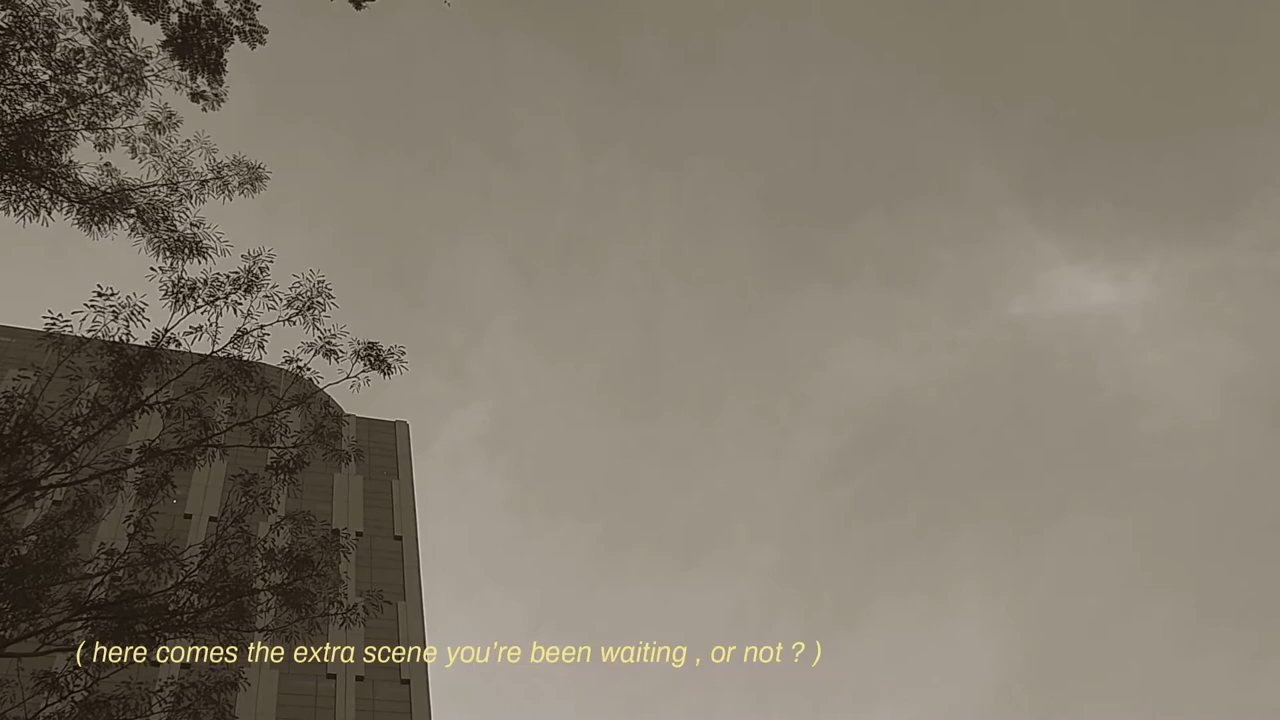 ( here comes the extra scene you're been waiting , or not ? )